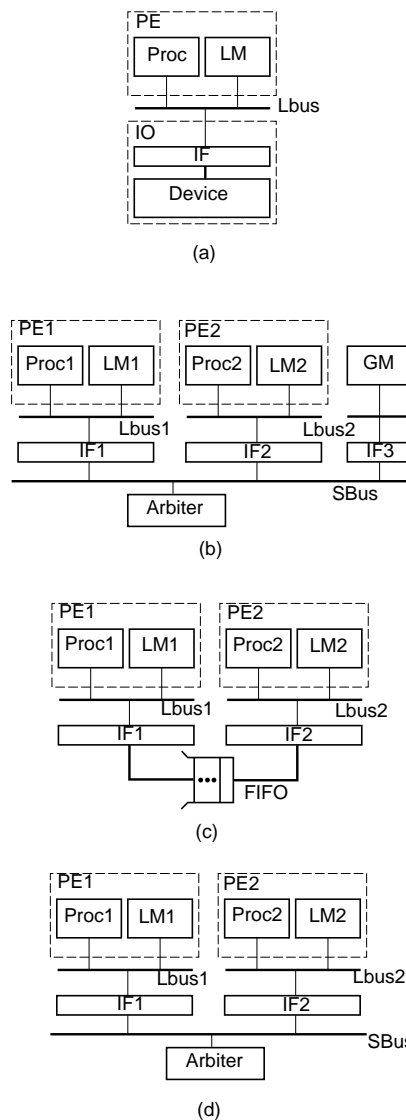 PE
Proc LM
Lbus
IO
IF
Device
(a)
PE1 PE2
Proc1 LM1 Proc2 LM2 GM
Lbus1 Lbus2
IF1 IF2 IF3
SBus
Arbiter
(b)
PE1 PE2
Proc1 LM1 Proc2 LM2
Lbus1 Lbus2
IF1 IF2
FIFO
(c)
PE1 PE2
Proc1 LM1 Proc2 LM2
Lbus1 Lbus2
IF1 IF2
SBus
Arbiter
(d)